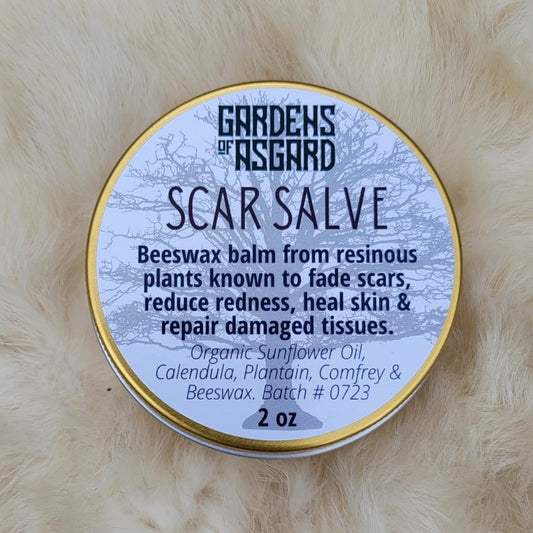 GARDENS
OF ASGARD
SCAR SALVE
Beeswax balm from resinous
plants known to fade scars,
reduce redness, heal skin &
repair damaged tissues.
Organic Sunflower Oil,
Calendula, Plantain, Comfrey &
Beeswax. Batch # 0723
2 oz